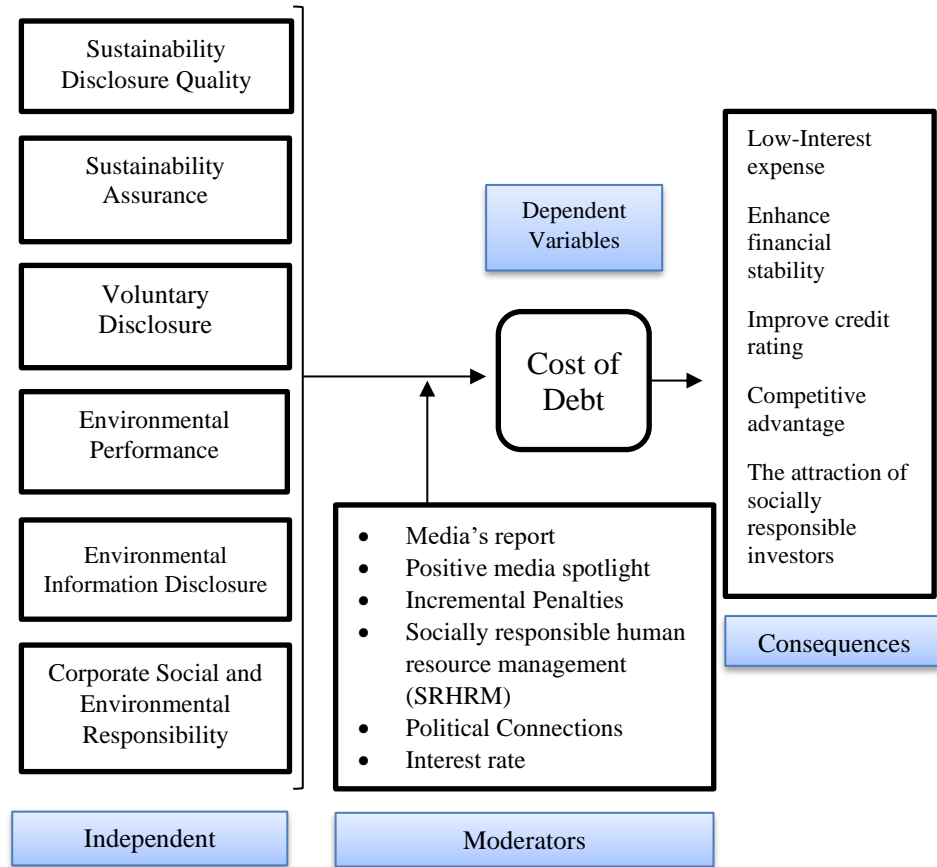 Sustainability
Disclosure Quality
Sustainability
Assurance
Voluntary
Disclosure
Environmental
Performance
Environmental
Information Disclosure
Corporate Social and
Environmental
Responsibility
Independent
Dependent
Variables
Cost of
Debt
• Media’s report
• Positive media spotlight
• Incremental Penalties
• Socially responsible human
resource management
(SRHRM)
• Political Connections
• Interest rate
Moderators
Low-Interest
expense
Enhance
financial
stability
Improve credit
rating
Competitive
advantage
The attraction of
socially
responsible
investors
Consequences